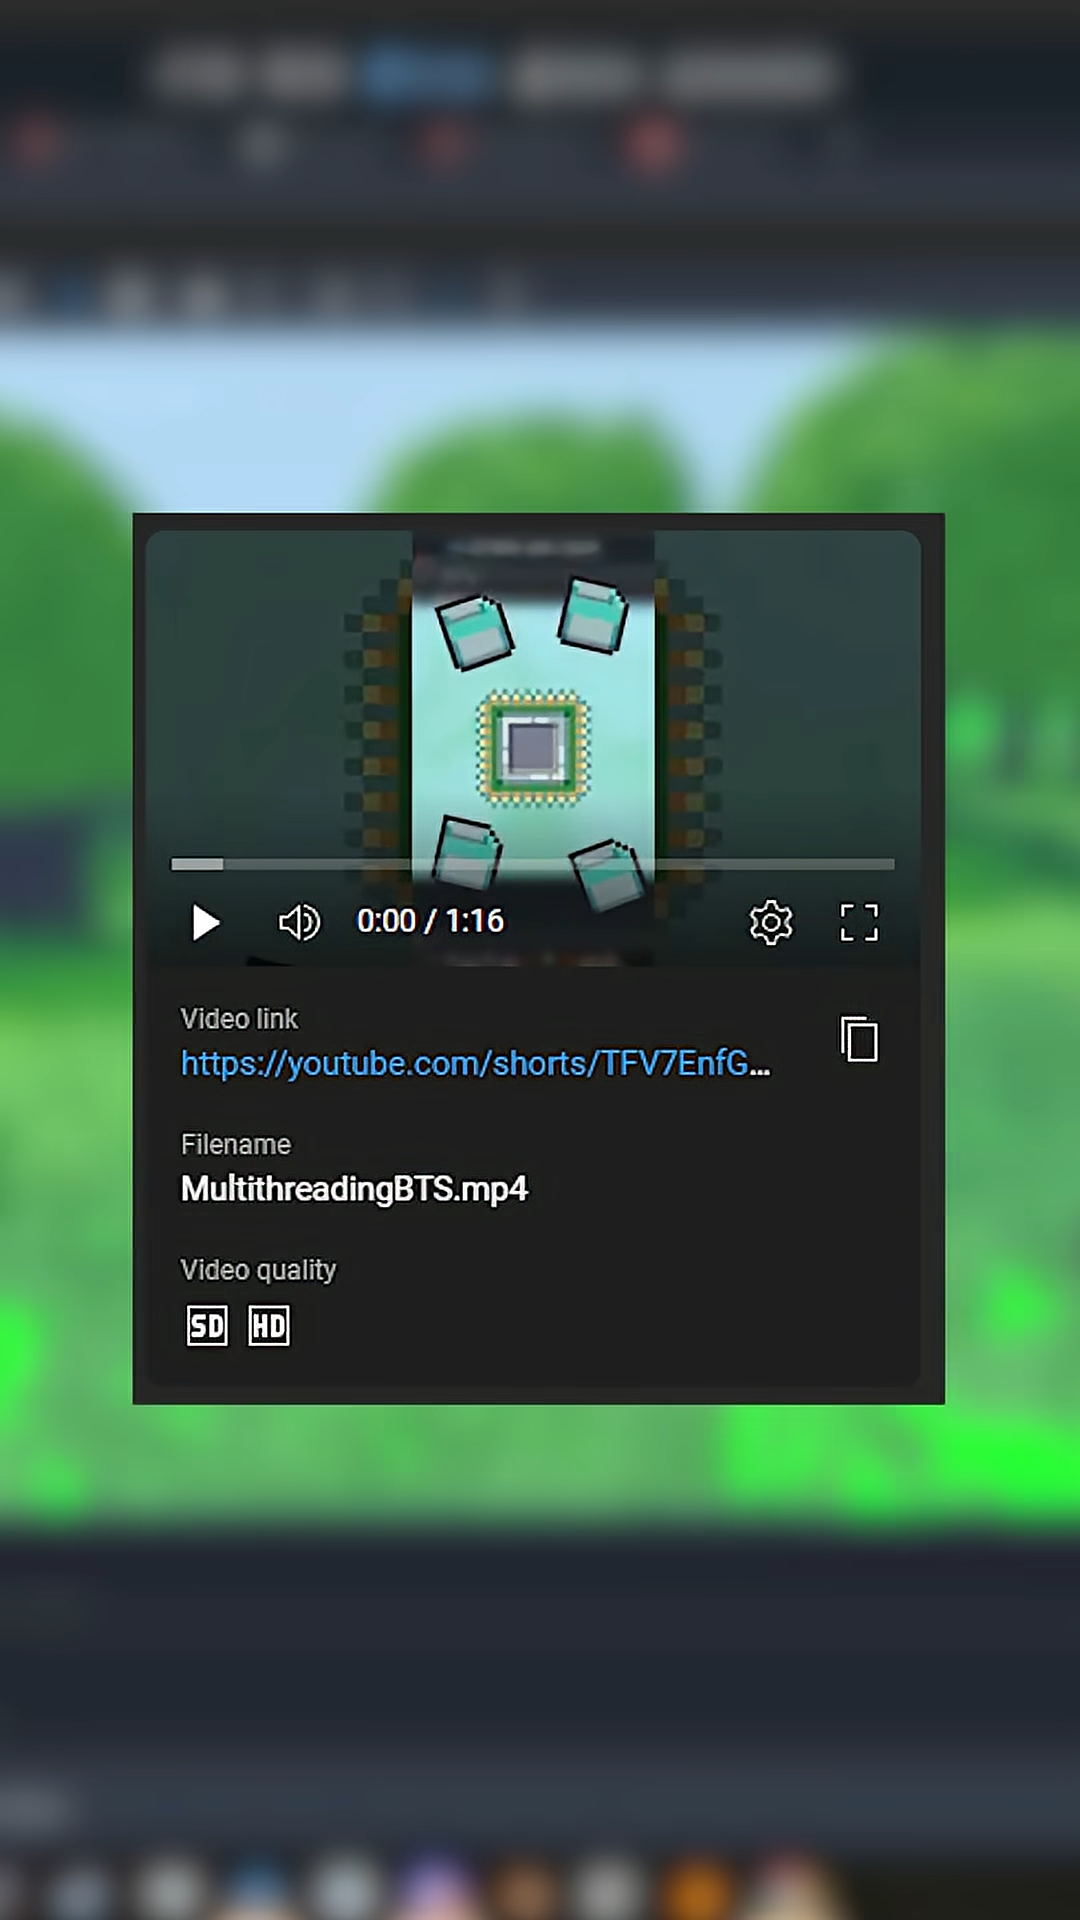 0:00 / 1:16
Video link
https://youtube.com/shorts/TFV7EnfG...
Filename
MultithreadingBTS.mp4
Video quality
SD HD